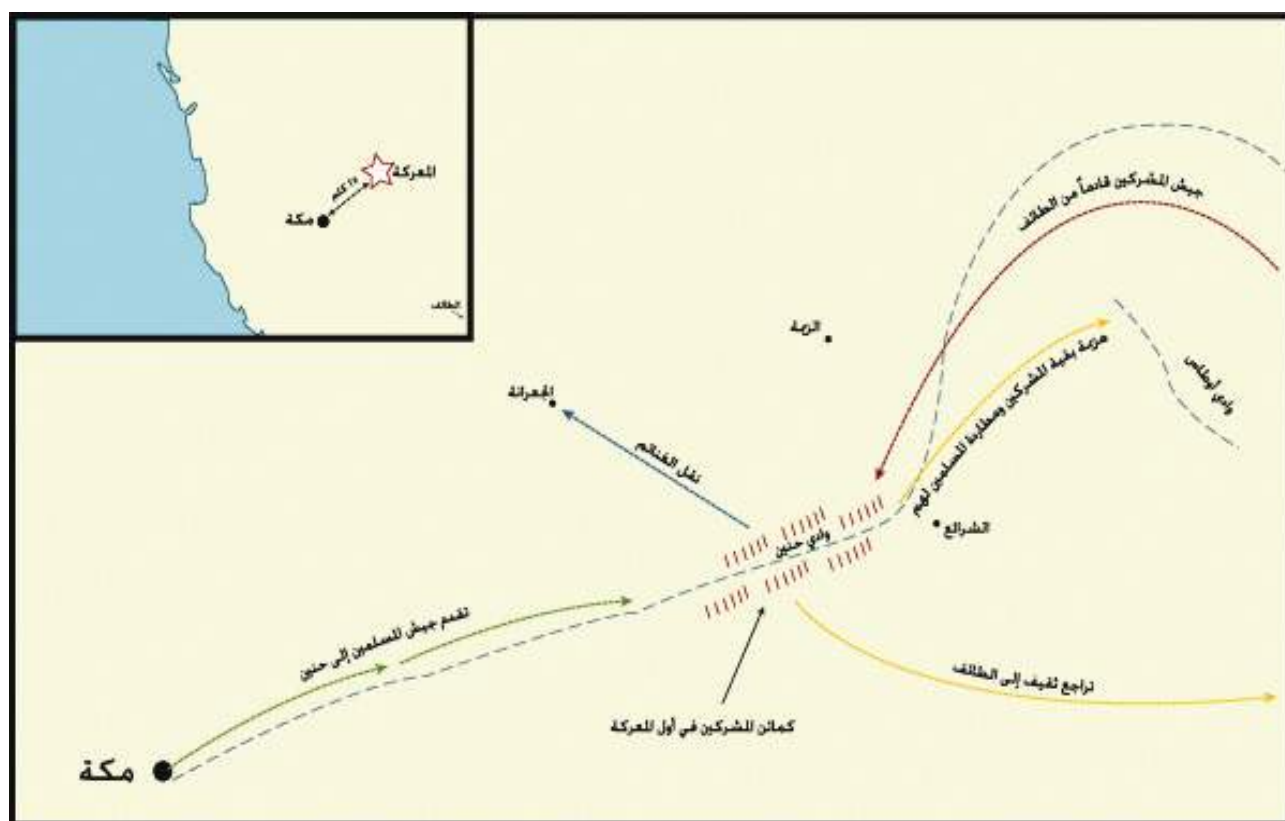 المعركة
٢٥ كلم
مكة
الطائف
جيش المشركين قادماً من الطائف
الزيمة
هزيمة بقية المشركين ومطاردة المسلمين لهم
وادي أوطاس
الجعرانة
نقل الغنائم
وادي حنين
الشرائع
تقدم جيش المسلمين إلى حنين
تراجع ثقيف إلى الطائف
كمائن المشركين في أول المعركة
مكة